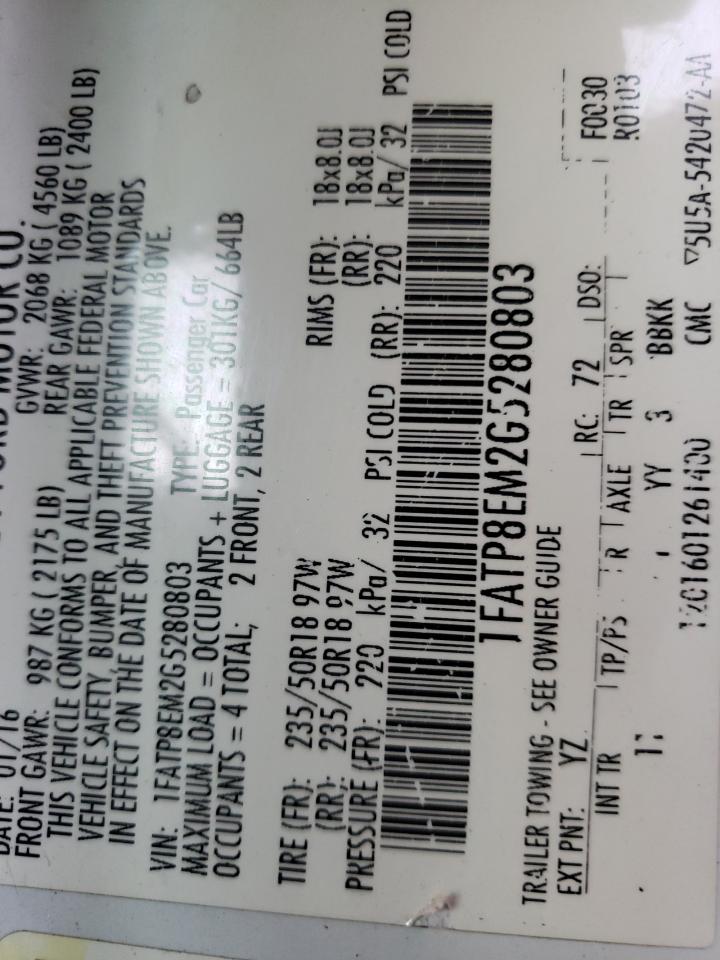 FORD MOTOR CO.
DATE: 01/16 GVWR: 2068 KG ( 4560 LB)
FRONT GAWR: 987 KG ( 2175 LB) REAR GAWR: 1089 KG ( 2400 LB)
THIS VEHICLE CONFORMS TO ALL APPLICABLE FEDERAL MOTOR
VEHICLE SAFETY, BUMPER, AND THEFT PREVENTION STANDARDS
IN EFFECT ON THE DATE OF MANUFACTURE SHOWN ABOVE.
VIN: 1FATP8EM2G5280803 TYPE: Passenger Car
MAXIMUM LOAD = OCCUPANTS + LUGGAGE = 301KG/ 664LB
OCCUPANTS = 4 TOTAL; 2 FRONT, 2 REAR
TIRE (FR): 235/50R18 97W RIMS (FR): 18x8.0J
(RR): 235/50R18 97W (RR): 18x8.0J
PRESSURE (FR): 220 kPa/ 32 PSI COLD (RR): 220 kPa/ 32 PSI COLD
1FATP8EM2G5280803
TRAILER TOWING - SEE OWNER GUIDE
EXT PNT: YZ RC: 72 DSO: F0030
INT TR TP/PS R AXLE TR SPR R0103
11 YY 3 BBKK
CMC ▽5U5A-5420472-AA